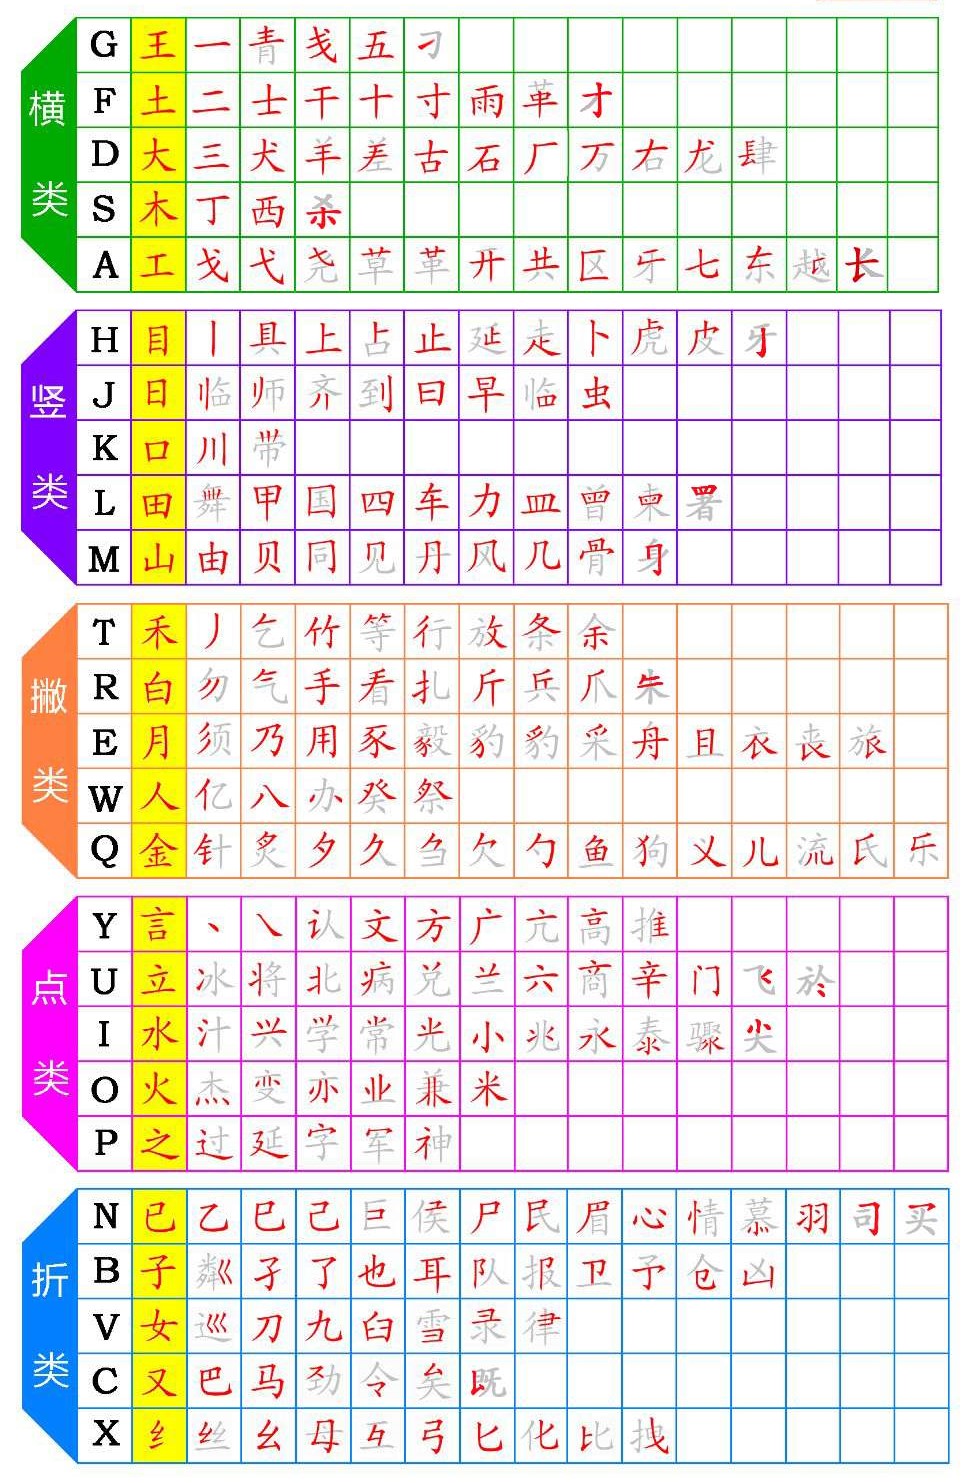 横类
G 王 一 青 戋 五 刁
F 土 二 士 干 十 寸 雨 革 才
D 大 三 犬 羊 差 古 石 厂 万 右 龙 肆
S 木 丁 西 杀
A 工 戈 弋 尧 草 革 开 共 区 牙 七 东 越 长
竖类
H 目 丨 具 上 占 止 延 走 卜 虎 皮 牙
J 日 临 师 齐 到 曰 早 临 虫
K 口 川 带
L 田 舞 甲 国 四 车 力 皿 曾 柬 署
M 山 由 贝 同 见 丹 风 几 骨 身
撇类
T 禾 丿 乞 竹 等 行 放 条 余
R 白 勿 气 手 看 扎 斤 兵 爪 朱
E 月 须 乃 用 豕 毅 豹 豹 采 舟 且 衣 丧 旅
W 人 亿 八 办 癸 祭
Q 金 针 炙 夕 久 刍 欠 勹 鱼 狗 义 儿 流 氏 乐
点类
Y 言 丶 乀 认 文 方 广 亢 高 推
U 立 冰 将 北 病 兑 兰 六 商 辛 门 飞 於
I 水 汁 兴 学 常 光 小 兆 永 泰 骤 尖
O 火 杰 变 亦 业 兼 米
P 之 过 延 字 军 神
折类
N 已 乙 巳 己 巨 侯 尸 民 眉 心 情 慕 羽 司 买
B 子 粼 孑 了 也 耳 队 报 卫 予 仓 凶
V 女 巡 刀 九 臼 雪 录 律
C 又 巴 马 劲 令 矣 既
X 纟 丝 幺 母 互 弓 匕 化 比 拽